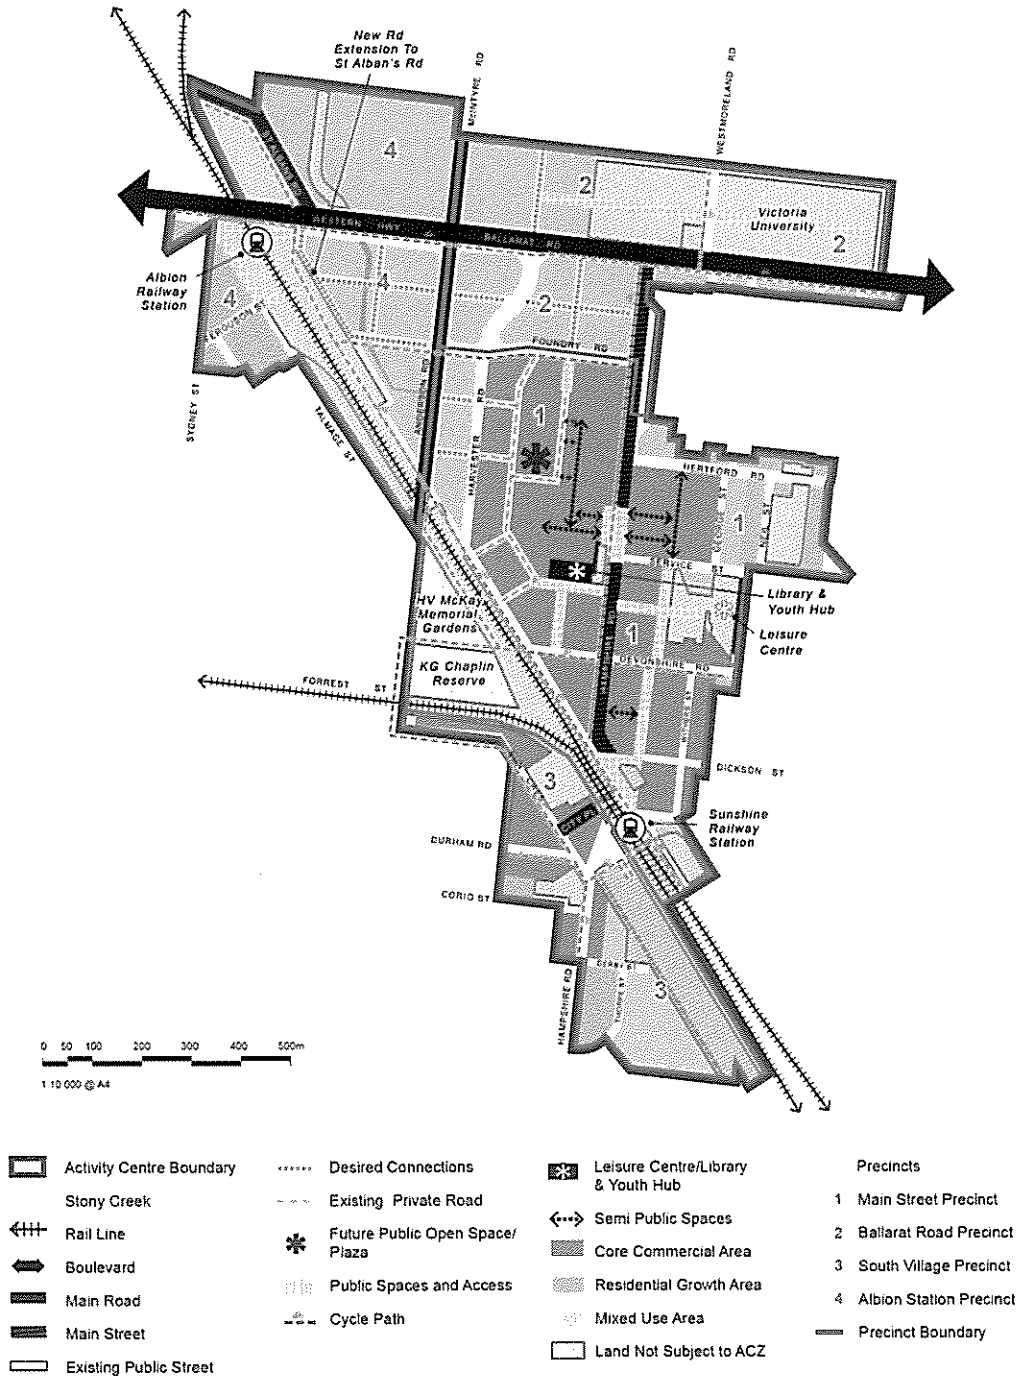 New Rd
Extension To
St Alban's Rd
McINTYRE RD
WESTMORELAND RD
4
2
Victoria
University
2
WESTERN HWY
BALLARAT RD
Albion
Railway
Station
4
4
2
SYDNEY ST
TALMAGE ST
ANDERSON RD
HARVESTER RD
FOUNDRY RD
1
HERTFORD RD
GEORGE ST
1
SERVICE ST
Library &
Youth Hub
HV McKay
Memorial
Gardens
1
Leisure
Centre
DEVONSHIRE RD
KG Chaplin
Reserve
FORREST ST
DICKSON ST
3
Sunshine
Railway
Station
DURHAM RD
CORIO ST
HAMPSHIRE RD
DERBY ST
3
0 50 100 200 300 400 500m
1 10 000 @ A4
Activity Centre Boundary
Stony Creek
Rail Line
Boulevard
Main Road
Main Street
Existing Public Street
Desired Connections
Existing Private Road
Future Public Open Space/
Plaza
Public Spaces and Access
Cycle Path
Leisure Centre/Library
& Youth Hub
Semi Public Spaces
Core Commercial Area
Residential Growth Area
Mixed Use Area
Land Not Subject to ACZ
Precincts
1 Main Street Precinct
2 Ballarat Road Precinct
3 South Village Precinct
4 Albion Station Precinct
Precinct Boundary